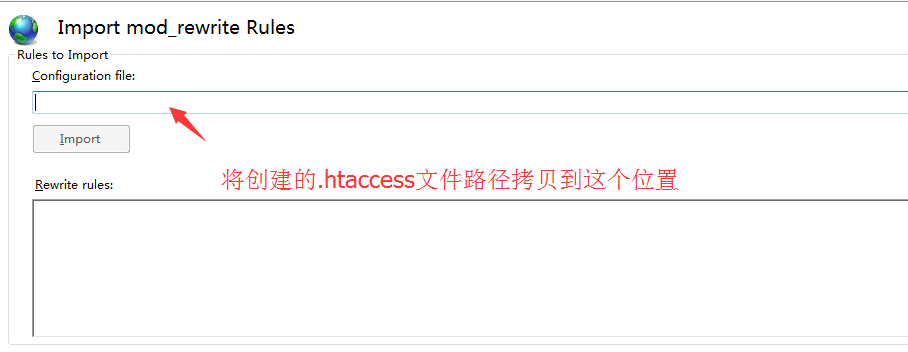 Import mod_rewrite Rules
Rules to Import
Configuration file:
Import
将创建的.htaccess文件路径拷贝到这个位置
Rewrite rules: